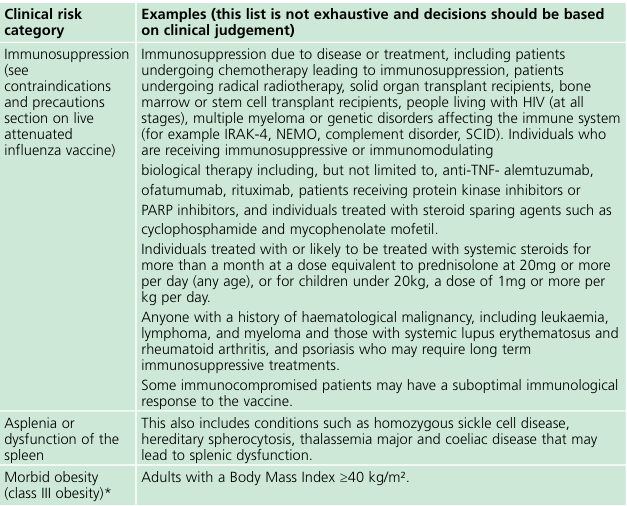 Clinical risk
category
Examples (this list is not exhaustive and decisions should be based
on clinical judgement)
Immunosuppression
(see
contraindications
and precautions
section on live
attenuated
influenza vaccine)
Immunosuppression due to disease or treatment, including patients
undergoing chemotherapy leading to immunosuppression, patients
undergoing radical radiotherapy, solid organ transplant recipients, bone
marrow or stem cell transplant recipients, people living with HIV (at all
stages), multiple myeloma or genetic disorders affecting the immune system
(for example IRAK-4, NEMO, complement disorder, SCID). Individuals who
are receiving immunosuppressive or immunomodulating
biological therapy including, but not limited to, anti-TNF- alemtuzumab,
ofatumumab, rituximab, patients receiving protein kinase inhibitors or
PARP inhibitors, and individuals treated with steroid sparing agents such as
cyclophosphamide and mycophenolate mofetil.
Individuals treated with or likely to be treated with systemic steroids for
more than a month at a dose equivalent to prednisolone at 20mg or more
per day (any age), or for children under 20kg, a dose of 1mg or more per
kg per day.
Anyone with a history of haematological malignancy, including leukaemia,
lymphoma, and myeloma and those with systemic lupus erythematosus and
rheumatoid arthritis, and psoriasis who may require long term
immunosuppressive treatments.
Some immunocompromised patients may have a suboptimal immunological
response to the vaccine.
Asplenia or
dysfunction of the
spleen
This also includes conditions such as homozygous sickle cell disease,
hereditary spherocytosis, thalassemia major and coeliac disease that may
lead to splenic dysfunction.
Morbid obesity
(class III obesity)*
Adults with a Body Mass Index ≥40 kg/m².